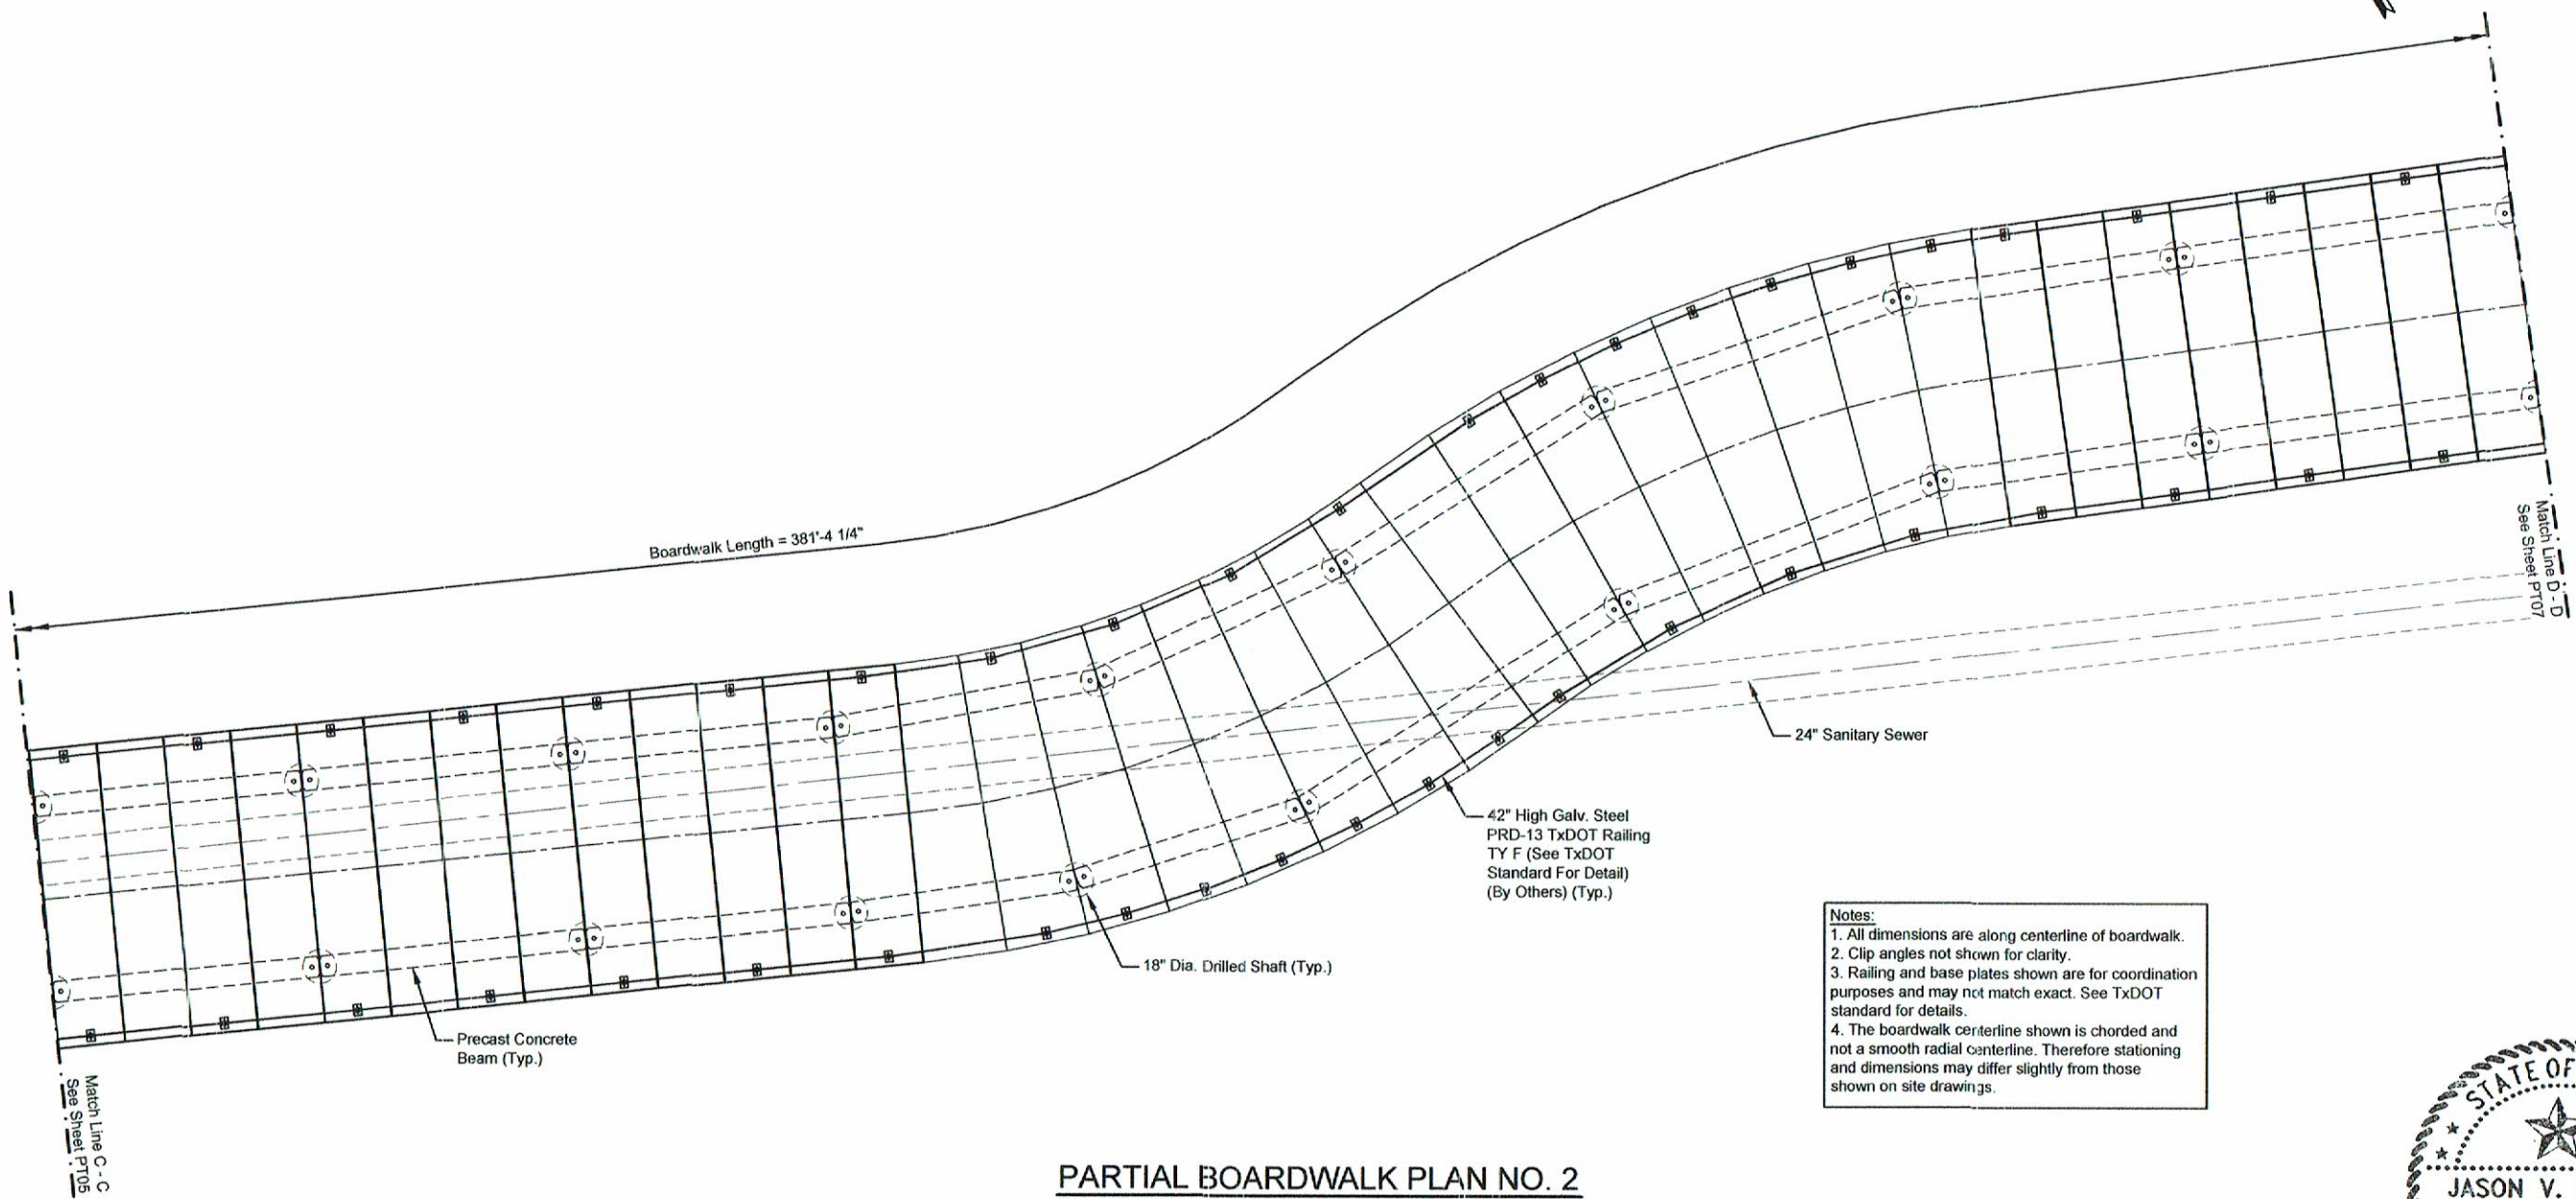 Boardwalk Length = 381'-4 1/4"
Match Line D - D
See Sheet PT07
24" Sanitary Sewer
42" High Galv. Steel
PRD-13 TxDOT Railing
TY F (See TxDOT
Standard For Detail)
(By Others) (Typ.)
18" Dia. Drilled Shaft (Typ.)
Precast Concrete
Beam (Typ.)
Match Line C - C
See Sheet PT05
Notes:
1. All dimensions are along centerline of boardwalk.
2. Clip angles not shown for clarity.
3. Railing and base plates shown are for coordination
purposes and may not match exact. See TxDOT
standard for details.
4. The boardwalk centerline shown is chorded and
not a smooth radial centerline. Therefore stationing
and dimensions may differ slightly from those
shown on site drawings.
PARTIAL BOARDWALK PLAN NO. 2
STATE OF
JASON V.